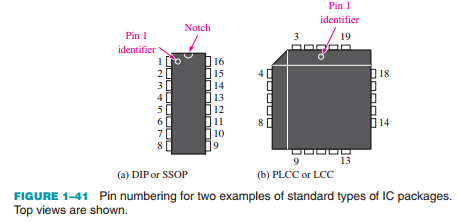 Pin 1
identifier
Notch
1
2
3
4
5
6
7
8
16
15
14
13
12
11
10
9
Pin 1
identifier
3
19
4
18
8
14
9
13
(a) DIP or SSOP
(b) PLCC or LCC
FIGURE 1–41 Pin numbering for two examples of standard types of IC packages.
Top views are shown.